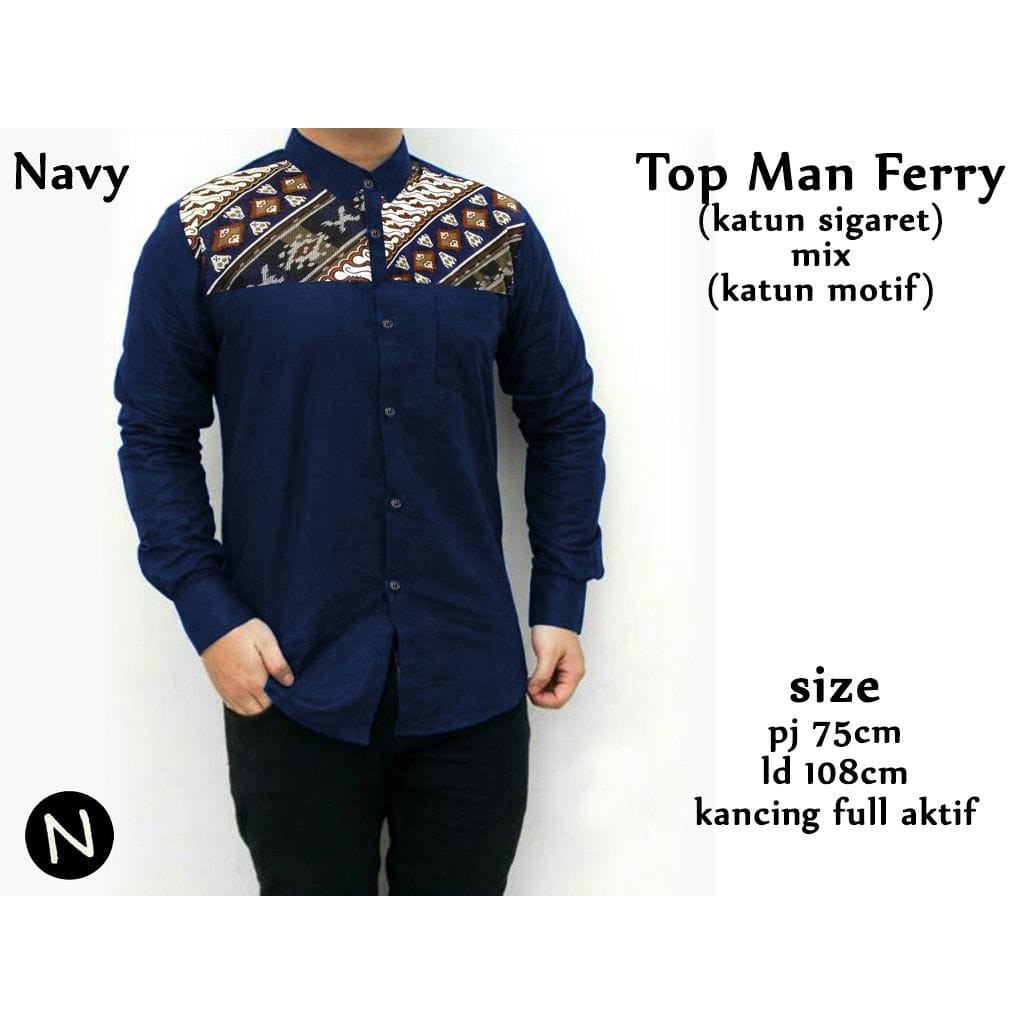 Navy
Top Man Ferry
(katun sigaret)
mix
(katun motif)
size
pj 75cm
ld 108cm
kancing full aktif
N